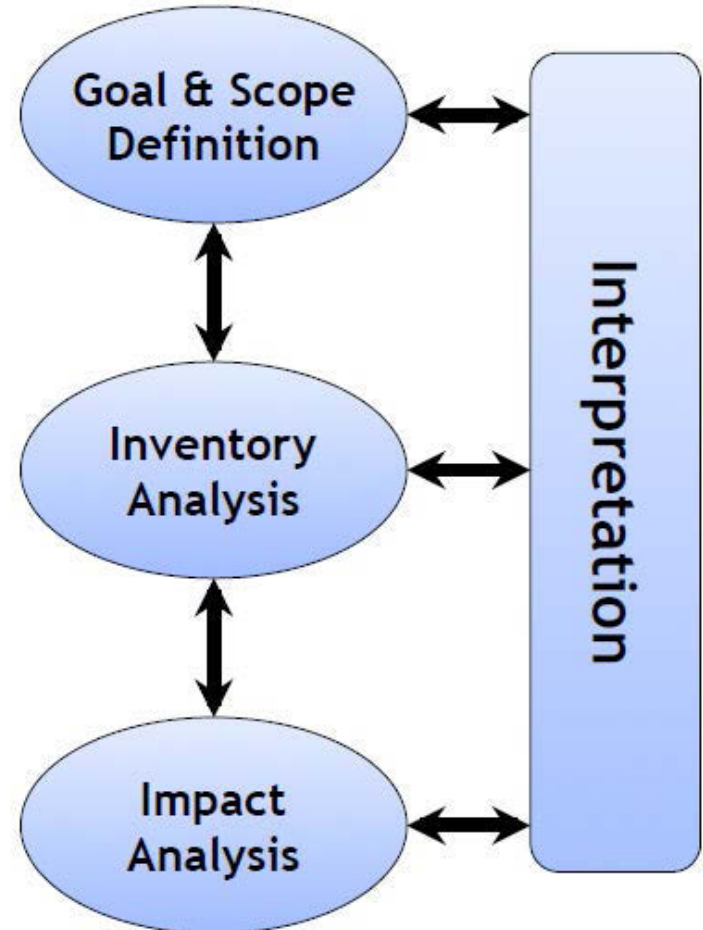 Goal & Scope
Definition
Inventory
Analysis
Impact
Analysis
Interpretation